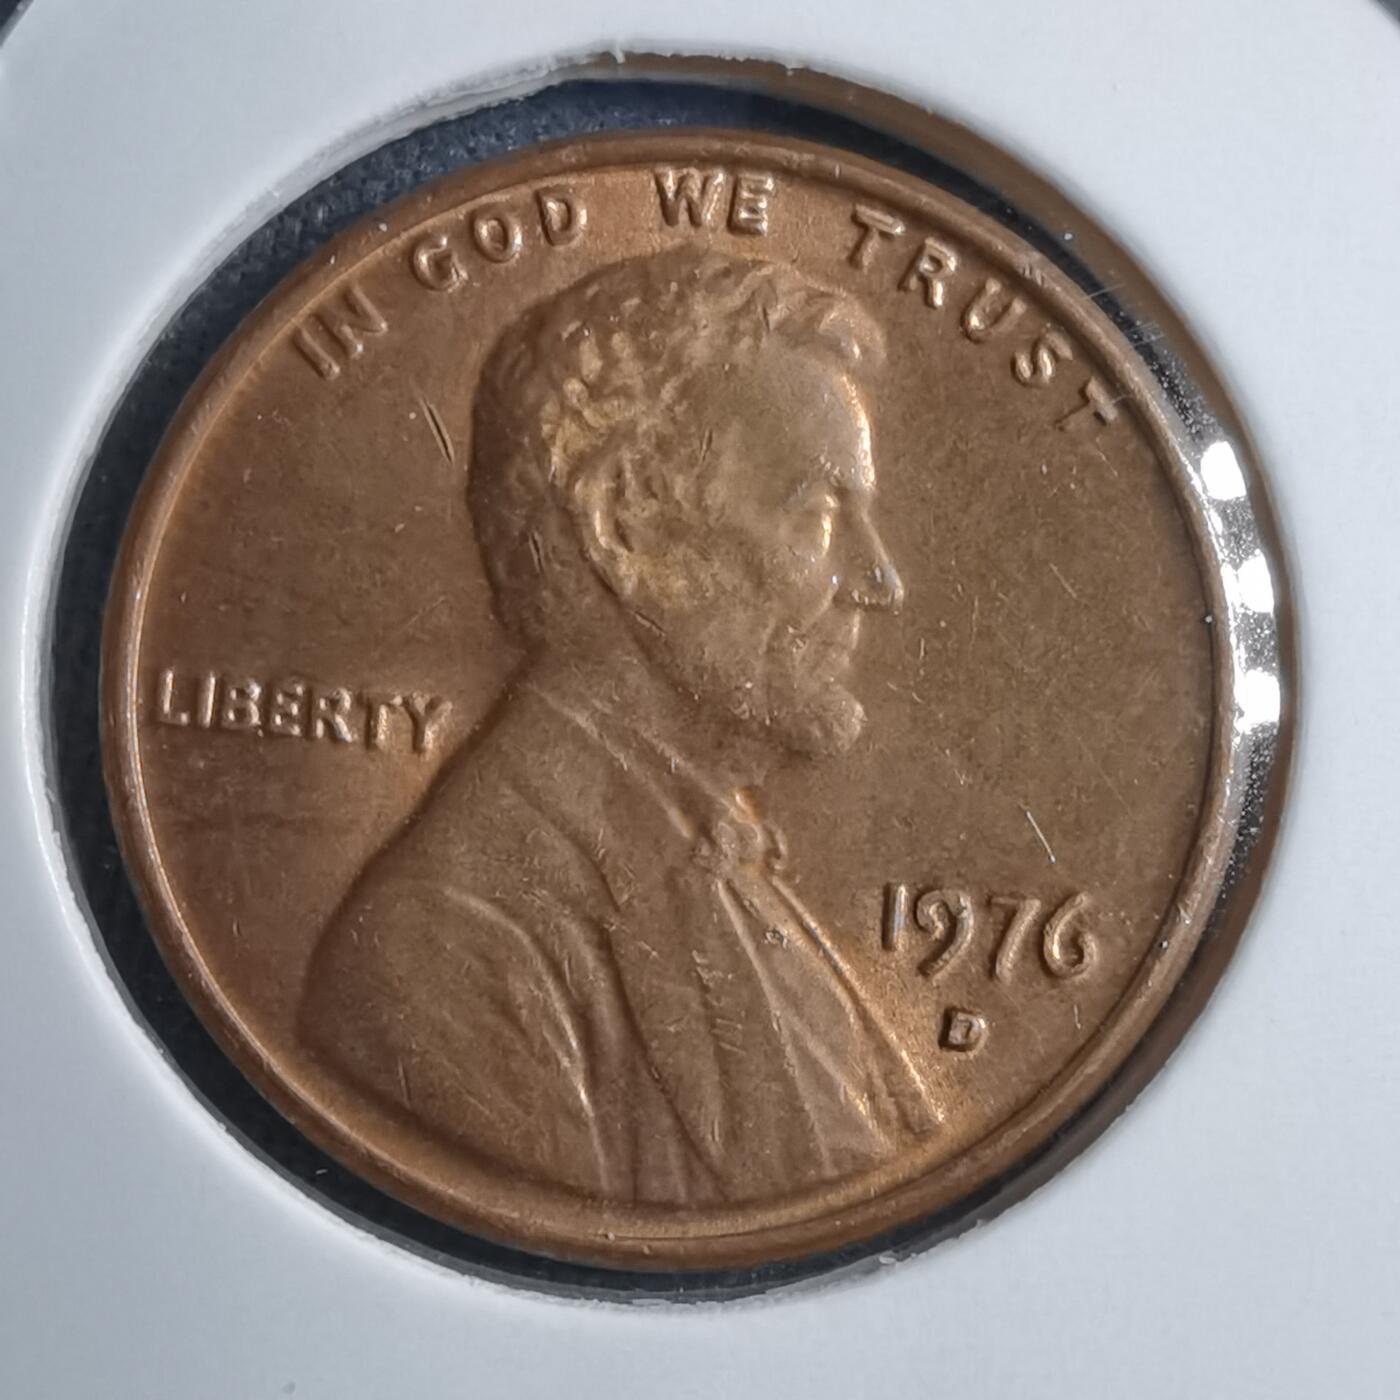 IN GOD WE TRUST
LIBERTY
1976
D